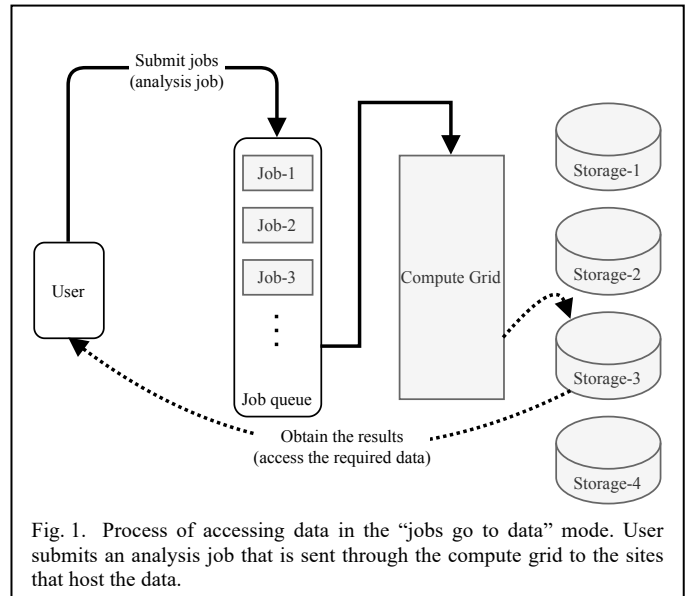 Submit jobs
(analysis job)
Job-1
Job-2
Job-3
Job queue
User
Compute Grid
Storage-1
Storage-2
Storage-3
Storage-4
Obtain the results
(access the required data)
Fig. 1. Process of accessing data in the “jobs go to data” mode. User
submits an analysis job that is sent through the compute grid to the sites
that host the data.